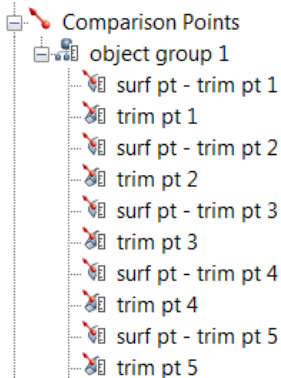 Comparison Points
object group 1
surf pt - trim pt 1
trim pt 1
surf pt - trim pt 2
trim pt 2
surf pt - trim pt 3
trim pt 3
surf pt - trim pt 4
trim pt 4
surf pt - trim pt 5
trim pt 5